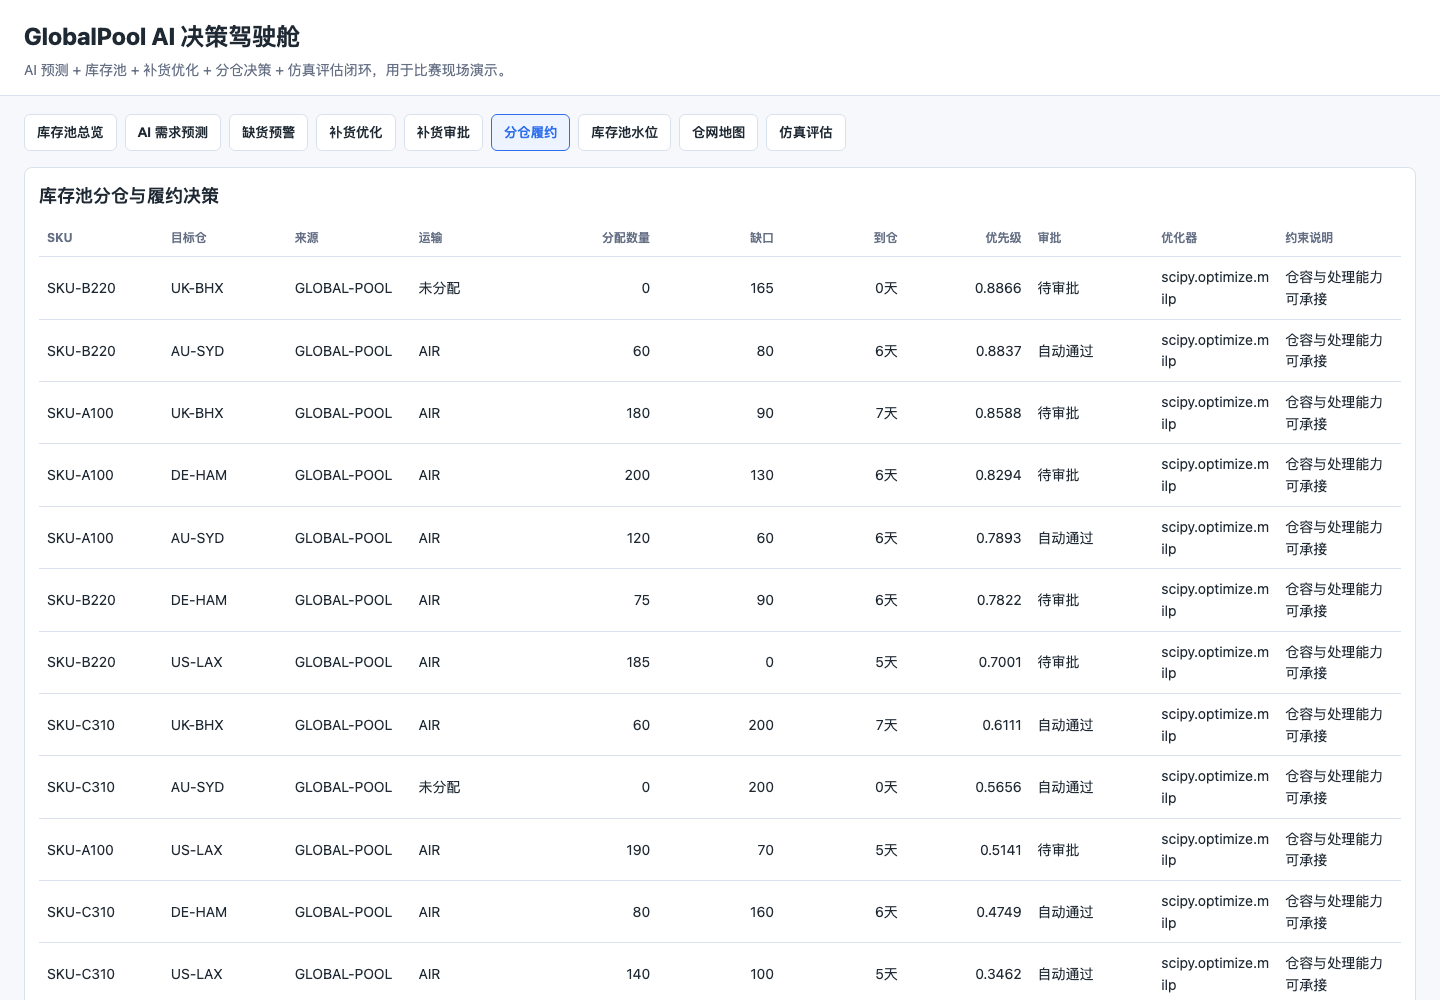 GlobalPool AI 决策驾驶舱
AI 预测 + 库存池 + 补货优化 + 分仓决策 + 仿真评估闭环，用于比赛现场演示。
库存池总览 AI 需求预测 缺货预警 补货优化 补货审批 分仓履约 库存池水位 仓网地图 仿真评估
库存池分仓与履约决策
SKU 目标仓 来源 运输 分配数量 缺口 到仓 优先级 审批 优化器 约束说明
SKU-B220 UK-BHX GLOBAL-POOL 未分配 0 165 0天 0.8866 待审批 scipy.optimize.m 仓容与处理能力
ilp 可承接
SKU-B220 AU-SYD GLOBAL-POOL AIR 60 80 6天 0.8837 自动通过 scipy.optimize.m 仓容与处理能力
ilp 可承接
SKU-A100 UK-BHX GLOBAL-POOL AIR 180 90 7天 0.8588 待审批 scipy.optimize.m 仓容与处理能力
ilp 可承接
SKU-A100 DE-HAM GLOBAL-POOL AIR 200 130 6天 0.8294 待审批 scipy.optimize.m 仓容与处理能力
ilp 可承接
SKU-A100 AU-SYD GLOBAL-POOL AIR 120 60 6天 0.7893 自动通过 scipy.optimize.m 仓容与处理能力
ilp 可承接
SKU-B220 DE-HAM GLOBAL-POOL AIR 75 90 6天 0.7822 待审批 scipy.optimize.m 仓容与处理能力
ilp 可承接
SKU-B220 US-LAX GLOBAL-POOL AIR 185 0 5天 0.7001 待审批 scipy.optimize.m 仓容与处理能力
ilp 可承接
SKU-C310 UK-BHX GLOBAL-POOL AIR 60 200 7天 0.6111 自动通过 scipy.optimize.m 仓容与处理能力
ilp 可承接
SKU-C310 AU-SYD GLOBAL-POOL 未分配 0 200 0天 0.5656 自动通过 scipy.optimize.m 仓容与处理能力
ilp 可承接
SKU-A100 US-LAX GLOBAL-POOL AIR 190 70 5天 0.5141 待审批 scipy.optimize.m 仓容与处理能力
ilp 可承接
SKU-C310 DE-HAM GLOBAL-POOL AIR 80 160 6天 0.4749 自动通过 scipy.optimize.m 仓容与处理能力
ilp 可承接
SKU-C310 US-LAX GLOBAL-POOL AIR 140 100 5天 0.3462 自动通过 scipy.optimize.m 仓容与处理能力
ilp 可承接